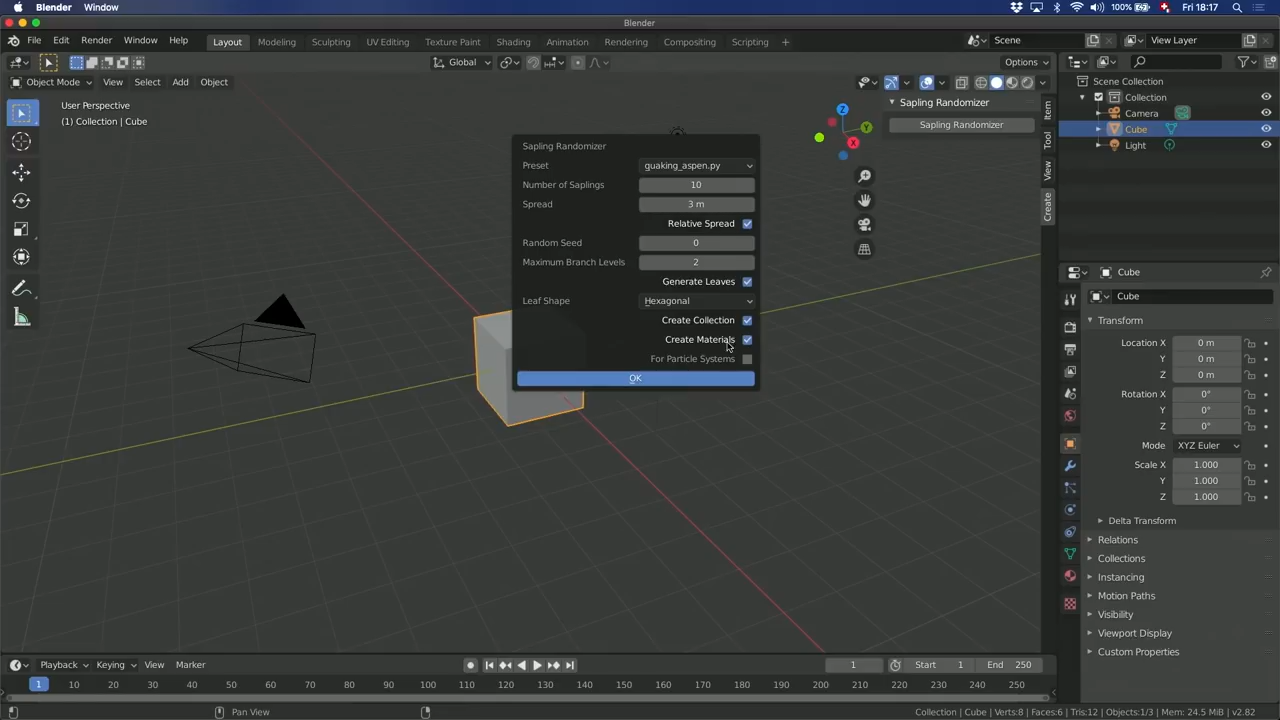 Blender Window 100% Fri 18:17
Blender
File Edit Render Window Help Layout Modeling Sculpting UV Editing Texture Paint Shading Animation Rendering Compositing Scripting + Scene View Layer
Global Options
Object Mode View Select Add Object
User Perspective
(1) Collection | Cube
Sapling Randomizer
Sapling Randomizer
Item
Tool
View
Create
Z
Y
X
Sapling Randomizer
Preset quaking_aspen.py
Number of Saplings 10
Spread 3 m
Relative Spread
Random Seed 0
Maximum Branch Levels 2
Generate Leaves
Leaf Shape Hexagonal
Create Collection
Create Materials
For Particle Systems
OK
Scene Collection
Collection
Camera
Cube
Light
Cube
Cube
Transform
Location X 0 m
Y 0 m
Z 0 m
Rotation X 0°
Y 0°
Z 0°
Mode XYZ Euler
Scale X 1.000
Y 1.000
Z 1.000
Delta Transform
Relations
Collections
Instancing
Motion Paths
Visibility
Viewport Display
Custom Properties
Playback Keying View Marker 1 Start 1 End 250
1 10 20 30 40 50 60 70 80 90 100 110 120 130 140 150 160 170 180 190 200 210 220 230 240 250
Pan View Collection | Cube | Verts:8 | Faces:6 | Tris:12 | Objects:1/3 | Mem: 24.5 MiB | v2.82